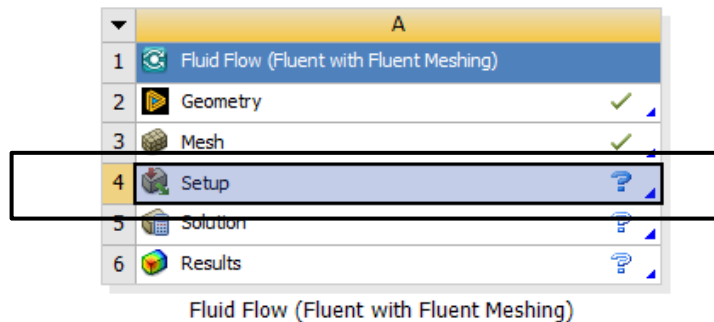 A
1 Fluid Flow (Fluent with Fluent Meshing)
2 Geometry
3 Mesh
4 Setup ?
5 Solution ?
6 Results ?
Fluid Flow (Fluent with Fluent Meshing)